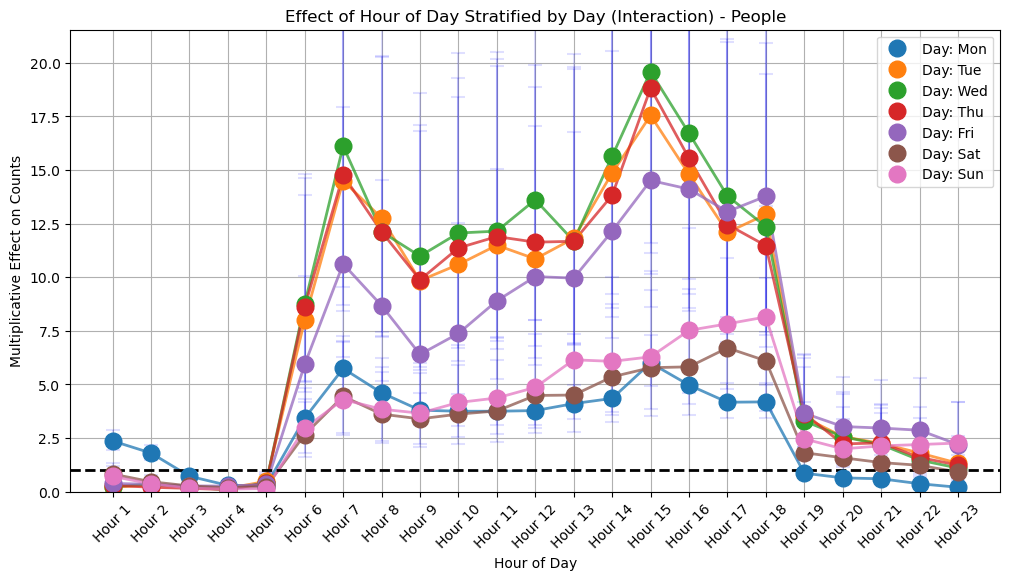 Effect of Hour of Day Stratified by Day (Interaction) - People
Multiplicative Effect on Counts
20.0
17.5
15.0
12.5
10.0
7.5
5.0
2.5
0.0
Day: Mon
Day: Tue
Day: Wed
Day: Thu
Day: Fri
Day: Sat
Day: Sun
Hour 1
Hour 2
Hour 3
Hour 4
Hour 5
Hour 6
Hour 7
Hour 8
Hour 9
Hour 10
Hour 11
Hour 12
Hour 13
Hour 14
Hour 15
Hour 16
Hour 17
Hour 18
Hour 19
Hour 20
Hour 21
Hour 22
Hour 23
Hour of Day